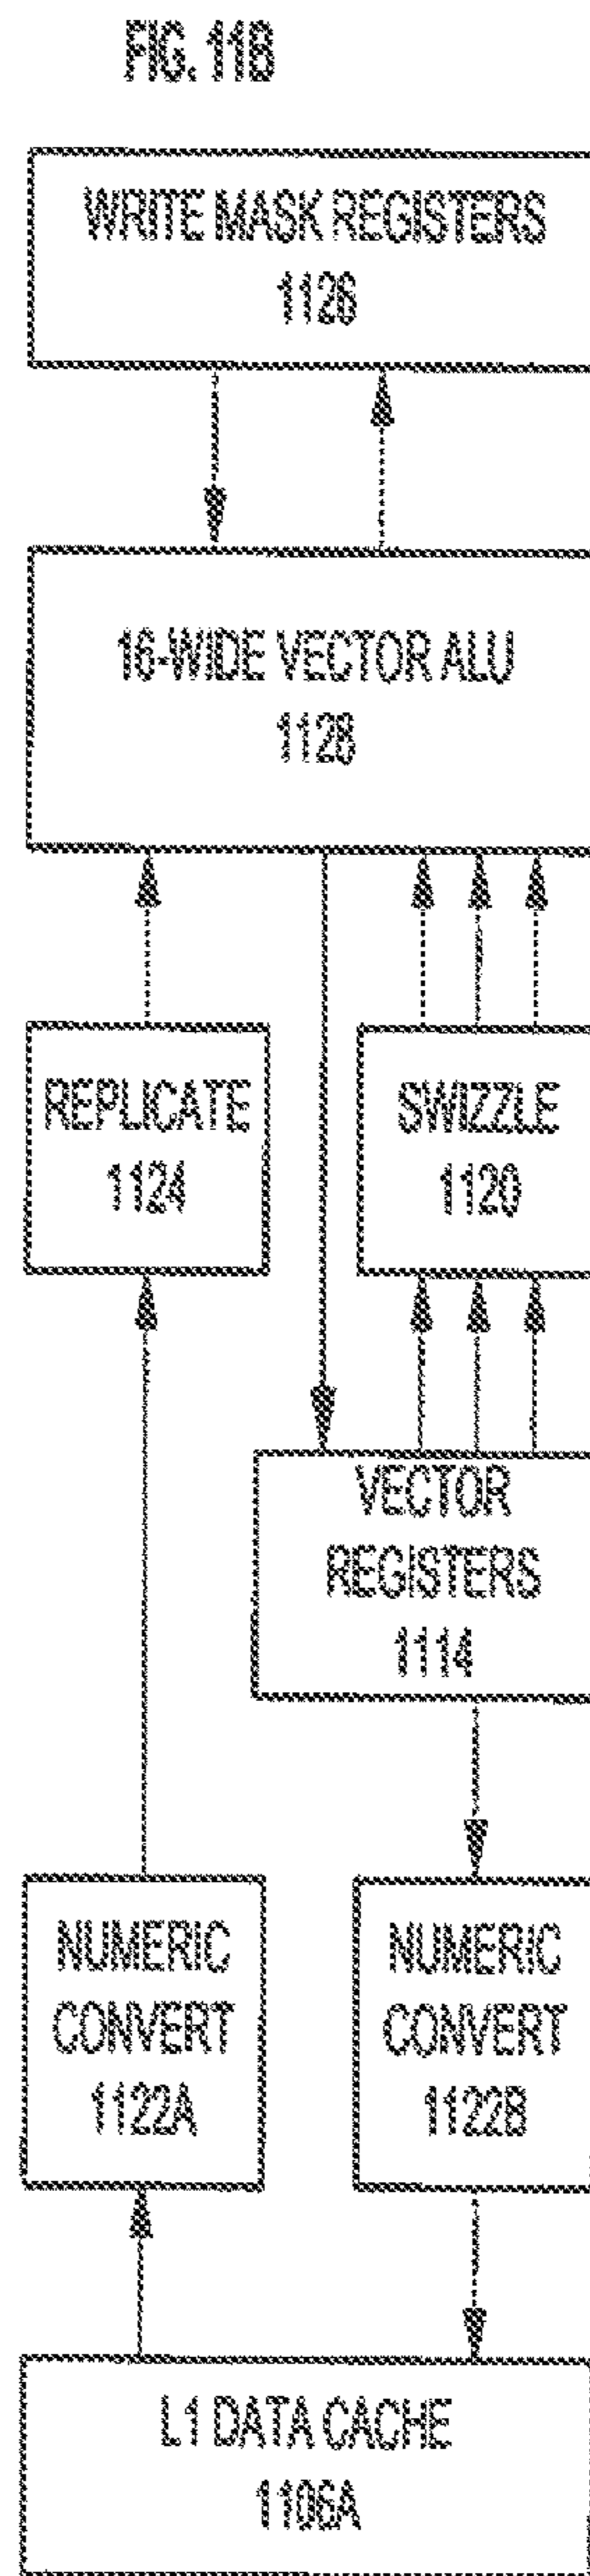 FIG. 11B
WRITE MASK REGISTERS
1126
16-WIDE VECTOR ALU
1128
REPLICATE
1124
SWIZZLE
1120
VECTOR
REGISTERS
1114
NUMERIC
CONVERT
1122A
NUMERIC
CONVERT
1122B
L1 DATA CACHE
1106A